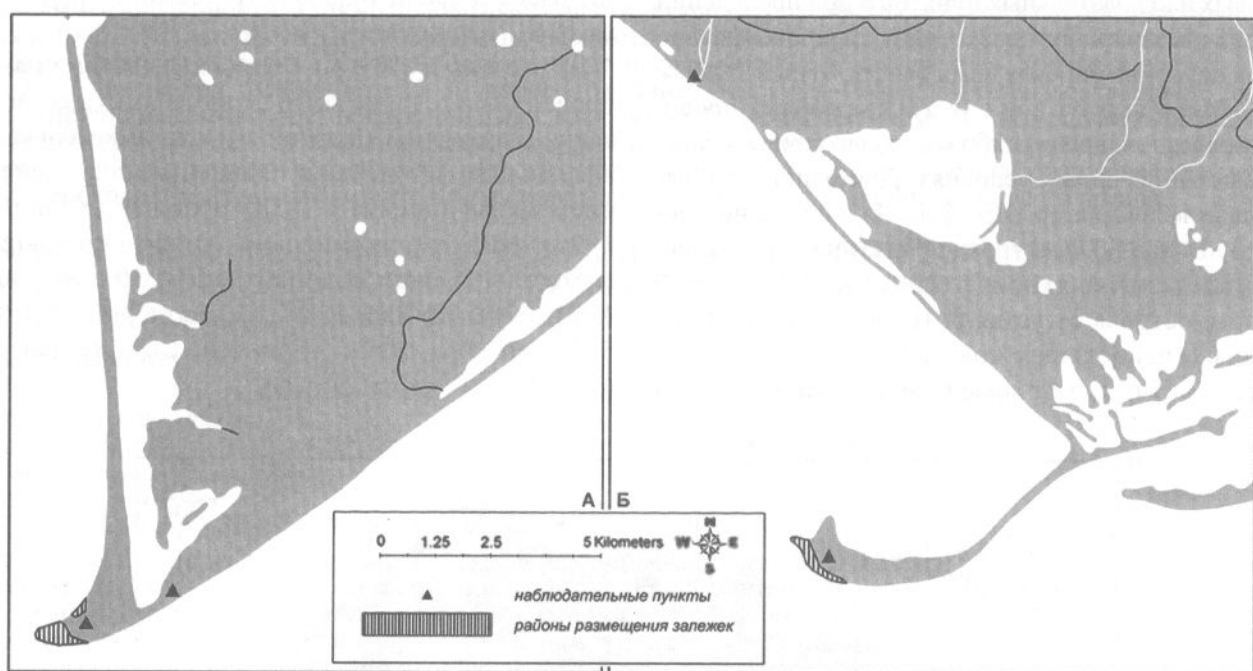 А Б
0 1.25 2.5 5 Kilometers
N
W E
S
наблюдательные пункты
районы размещения залежек